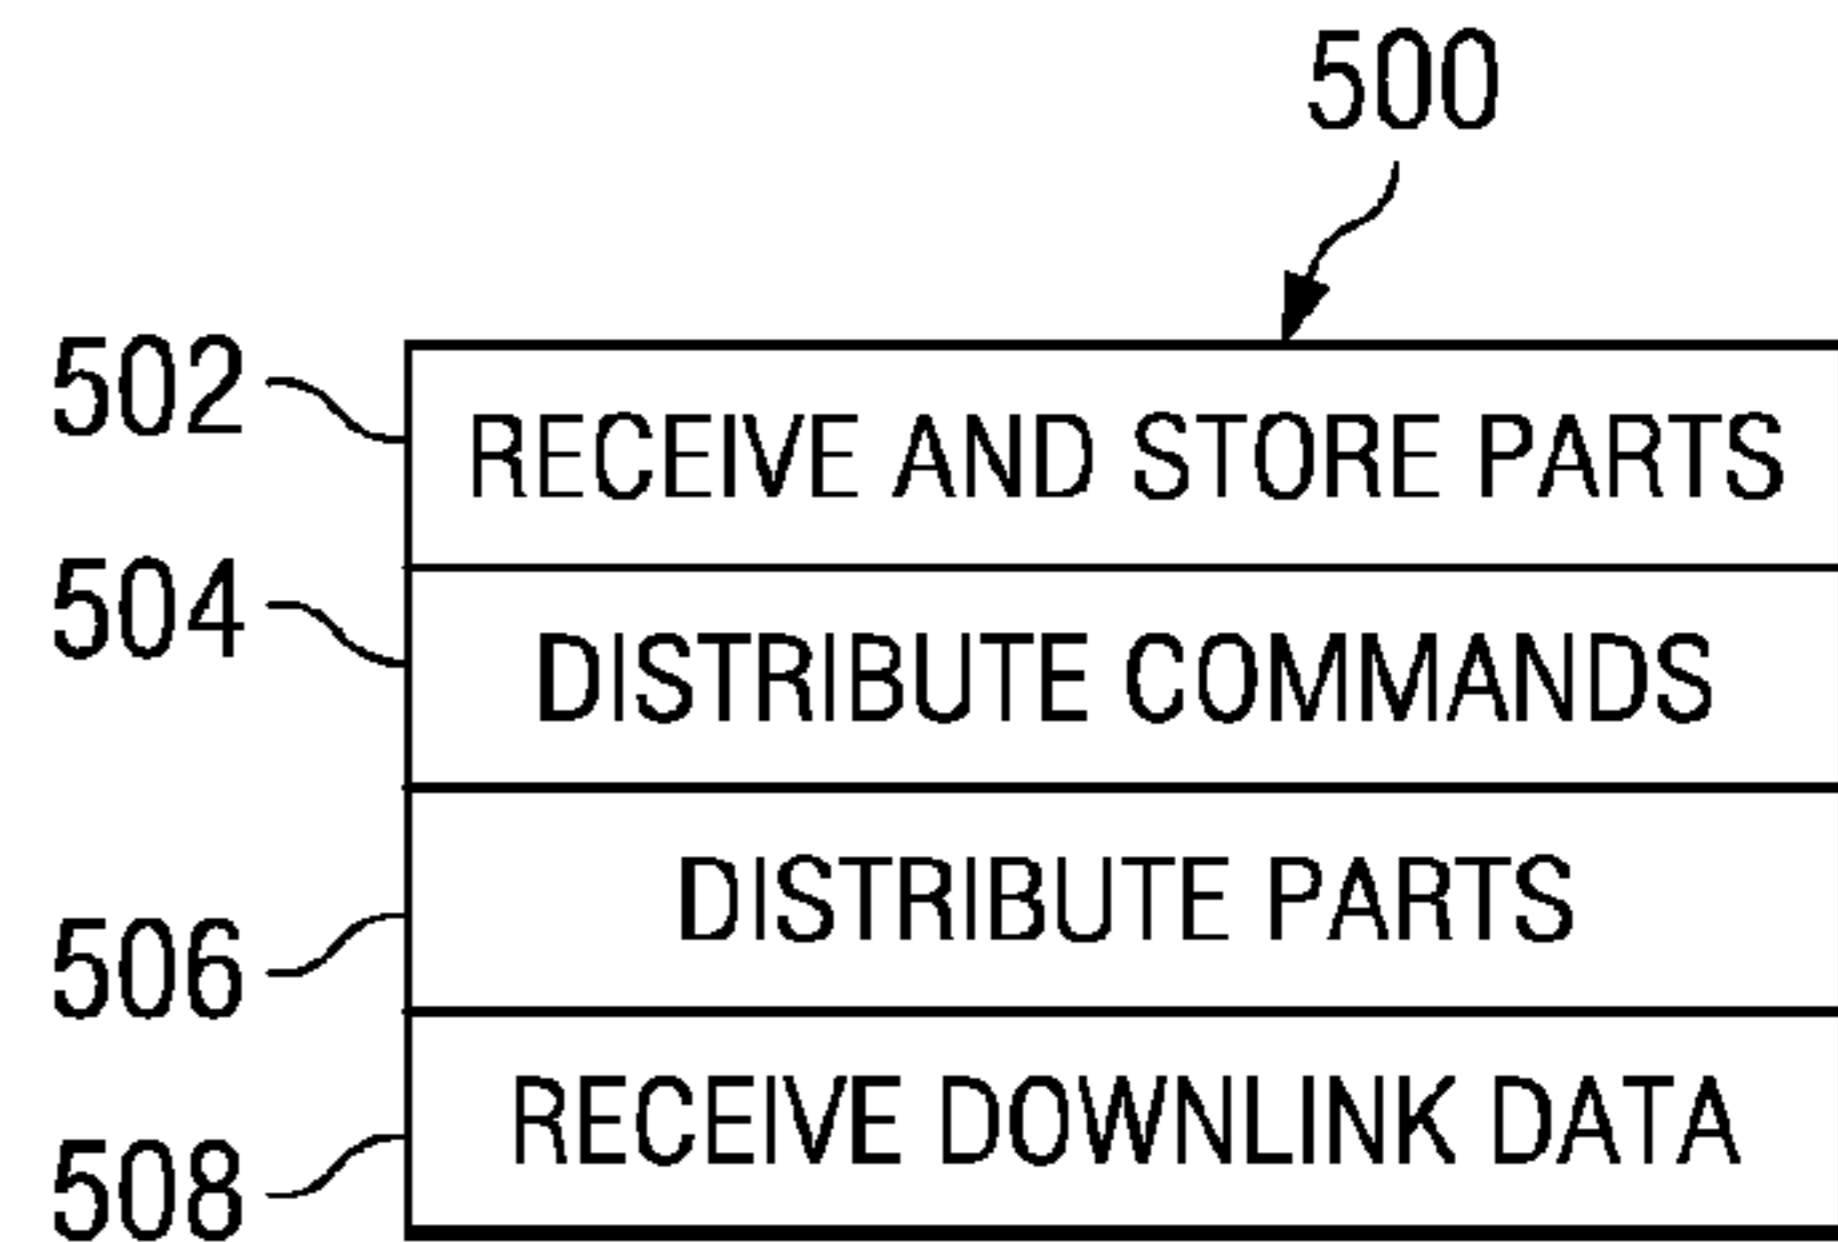 500
502 RECEIVE AND STORE PARTS
504 DISTRIBUTE COMMANDS
506 DISTRIBUTE PARTS
508 RECEIVE DOWNLINK DATA